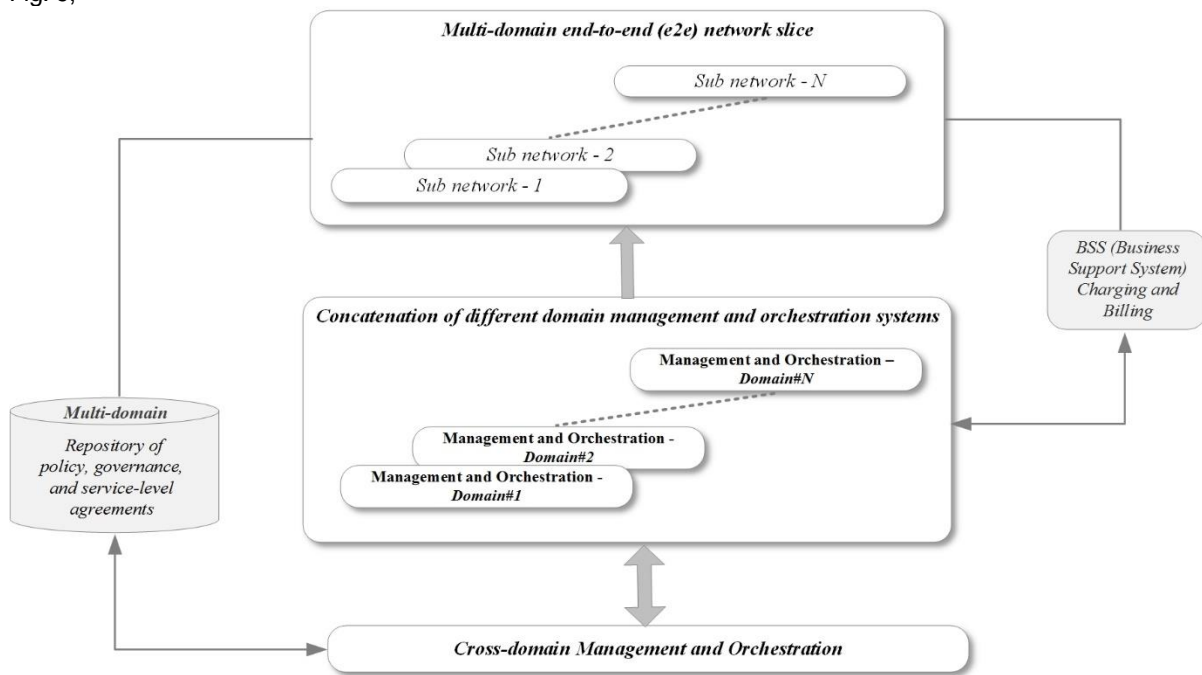 Fig.
Multi-domain end-to-end (e2e) network slice
Sub network - N
Sub network - 2
Sub network - 1
BSS (Business
Support System)
Charging and
Billing
Concatenation of different domain management and orchestration systems
Management and Orchestration –
Domain#N
Management and Orchestration -
Domain#2
Management and Orchestration -
Domain#1
Multi-domain
Repository of
policy, governance,
and service-level
agreements
Cross-domain Management and Orchestration